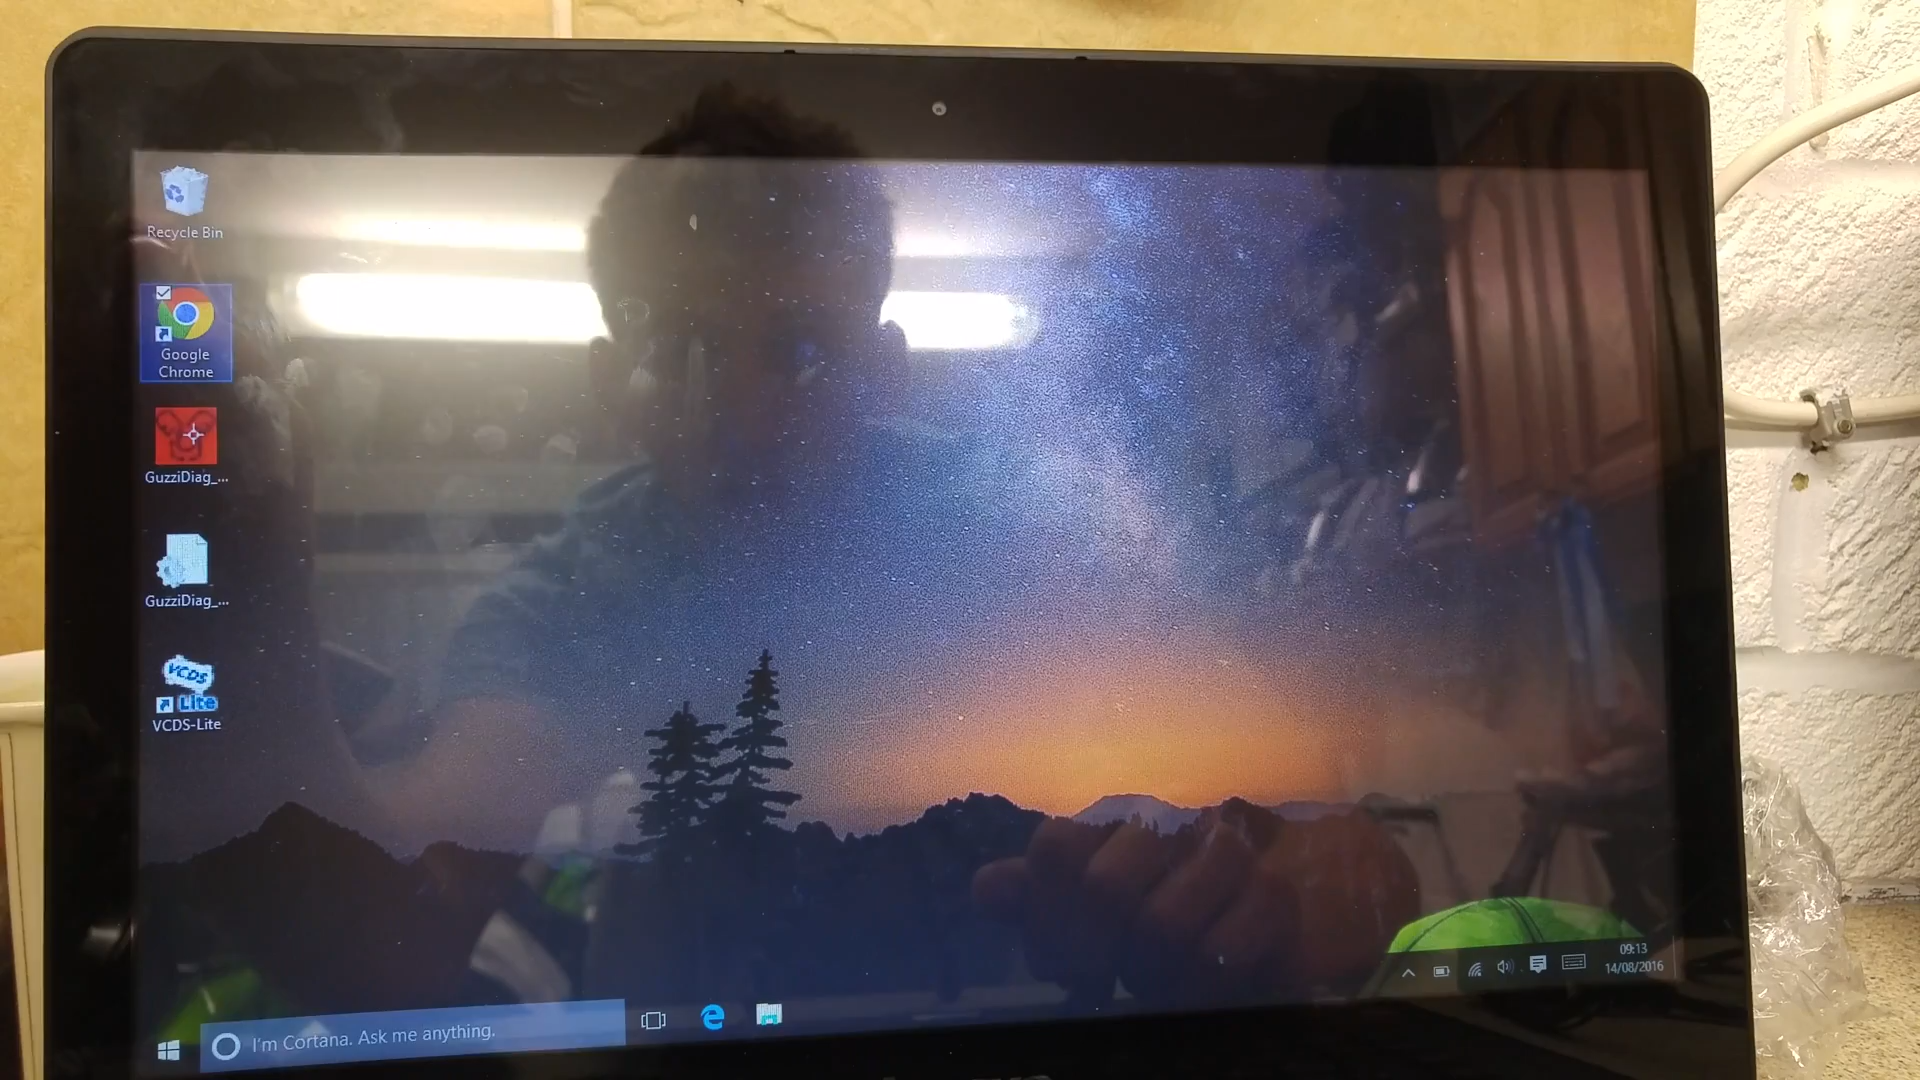 Recycle Bin
Google
Chrome
GuzziDiag_...
GuzziDiag_...
VCDS
Lite
VCDS-Lite
I'm Cortana. Ask me anything.
09:13
14/08/2016